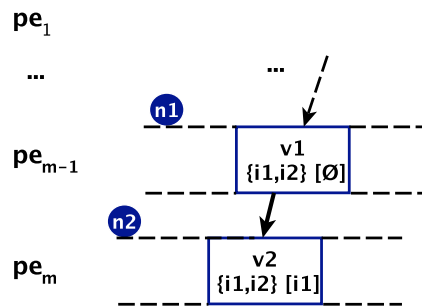 pe1
... ...
n1
pem-1
v1
{i1,i2} [Ø]
n2
pem
v2
{i1,i2} [i1]